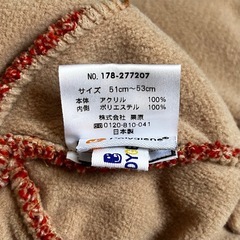 NO. 178-277207
サイズ 51cm～53cm
本体 アクリル 100%
内側 ポリエステル 100%
株式会社 栗原
0120-810-041
日本製